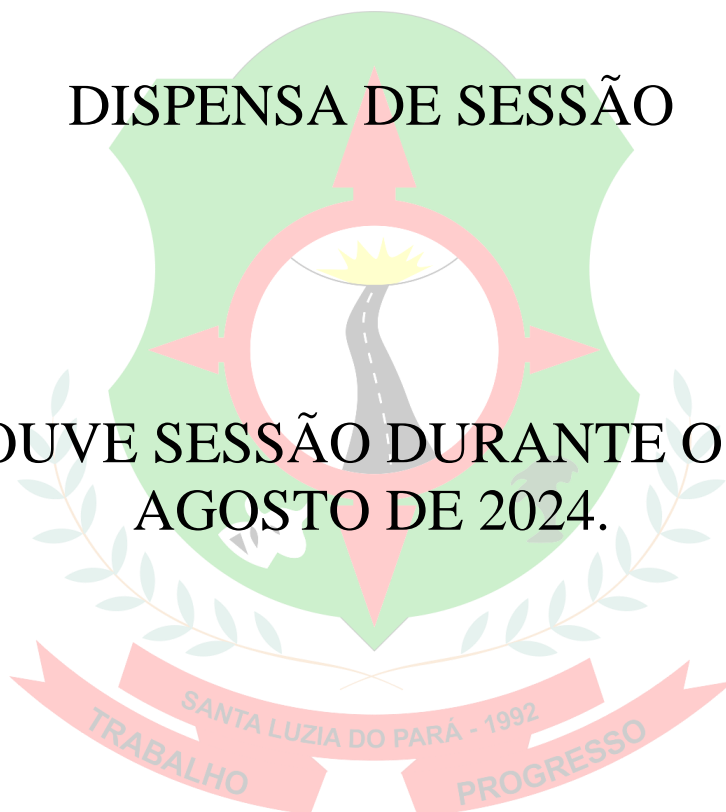 DISPENSA DE SESSÃO
OUVE SESSÃO DURANTE O
AGOSTO DE 2024.
SANTA LUZIA DO PARÁ - 1992
TRABALHO
PROGRESSO